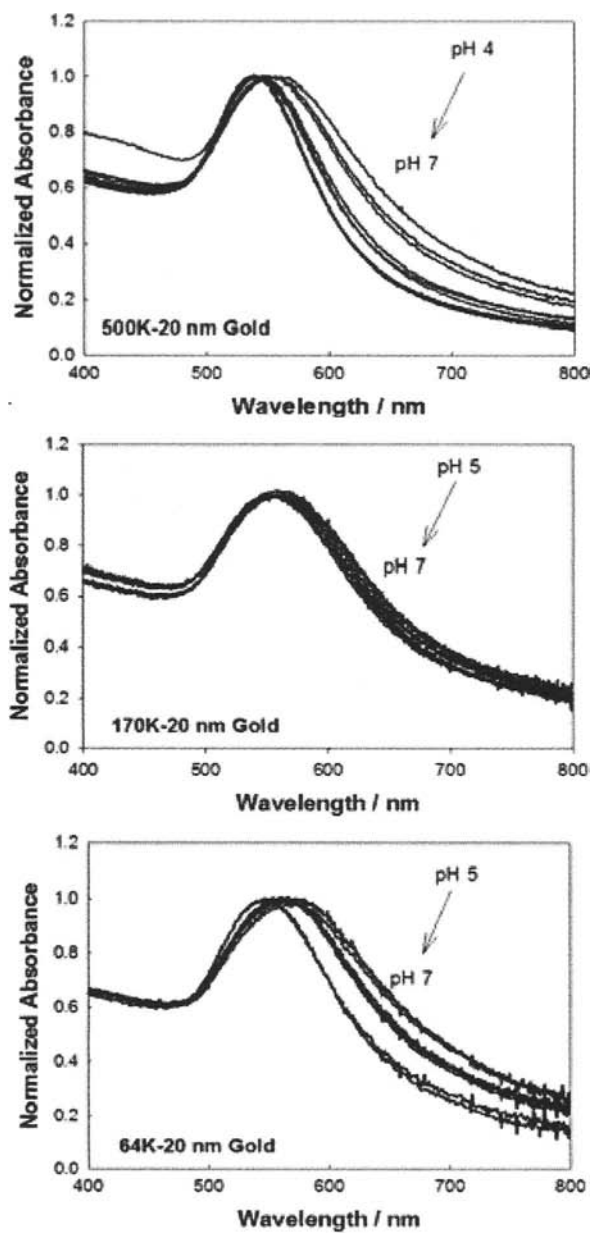 1.2
1.0
0.8
0.6
0.4
0.2
0.0
Normalized Absorbance
pH 4
pH 7
500K-20 nm Gold
400 500 600 700 800
Wavelength / nm
1.2
1.0
0.8
0.6
0.4
0.2
0.0
Normalized Absorbance
pH 5
pH 7
170K-20 nm Gold
400 500 600 700 800
Wavelength / nm
1.2
1.0
0.8
0.6
0.4
0.2
0.0
Normalized Absorbance
pH 5
pH 7
64K-20 nm Gold
400 500 600 700 800
Wavelength / nm